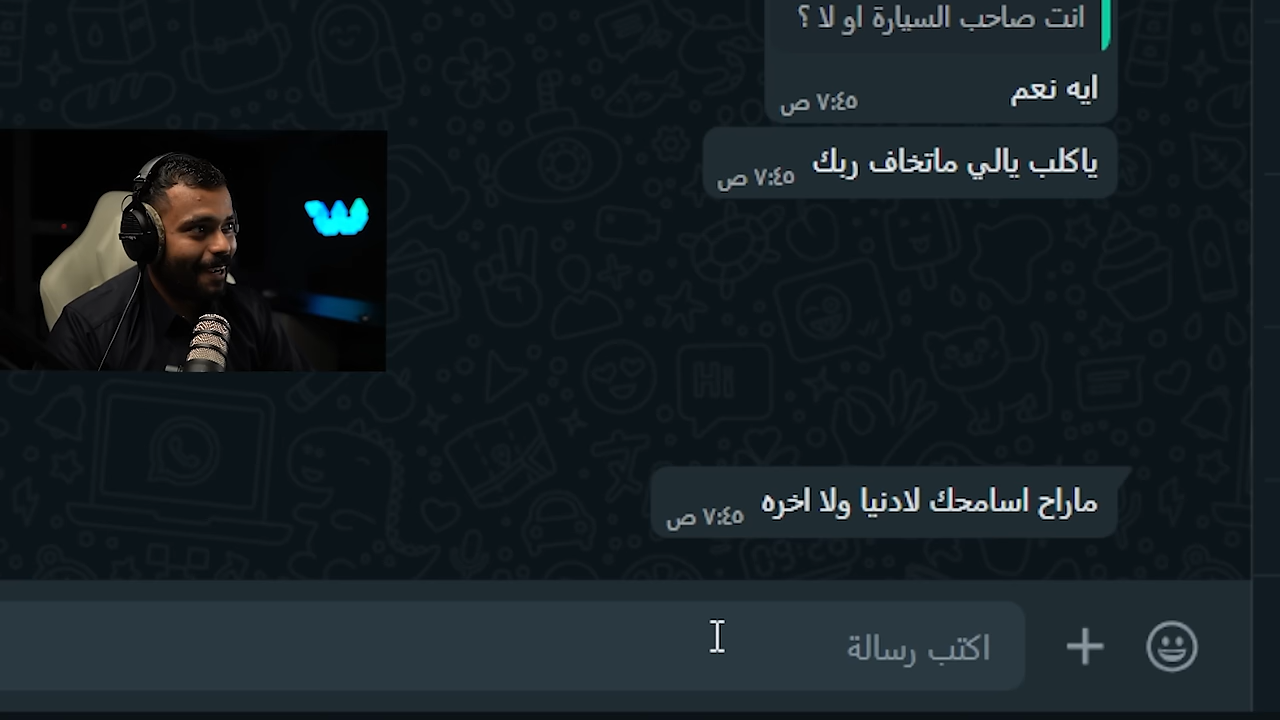 انت صاحب السيارة او لا ؟
ايه نعم
٧:٤٥ ص
ياكلب يالي ماتخاف ربك
٧:٤٥ ص
Hi
ماراح اسامحك لادنيا ولا اخره
٧:٤٥ ص
اكتب رسالة